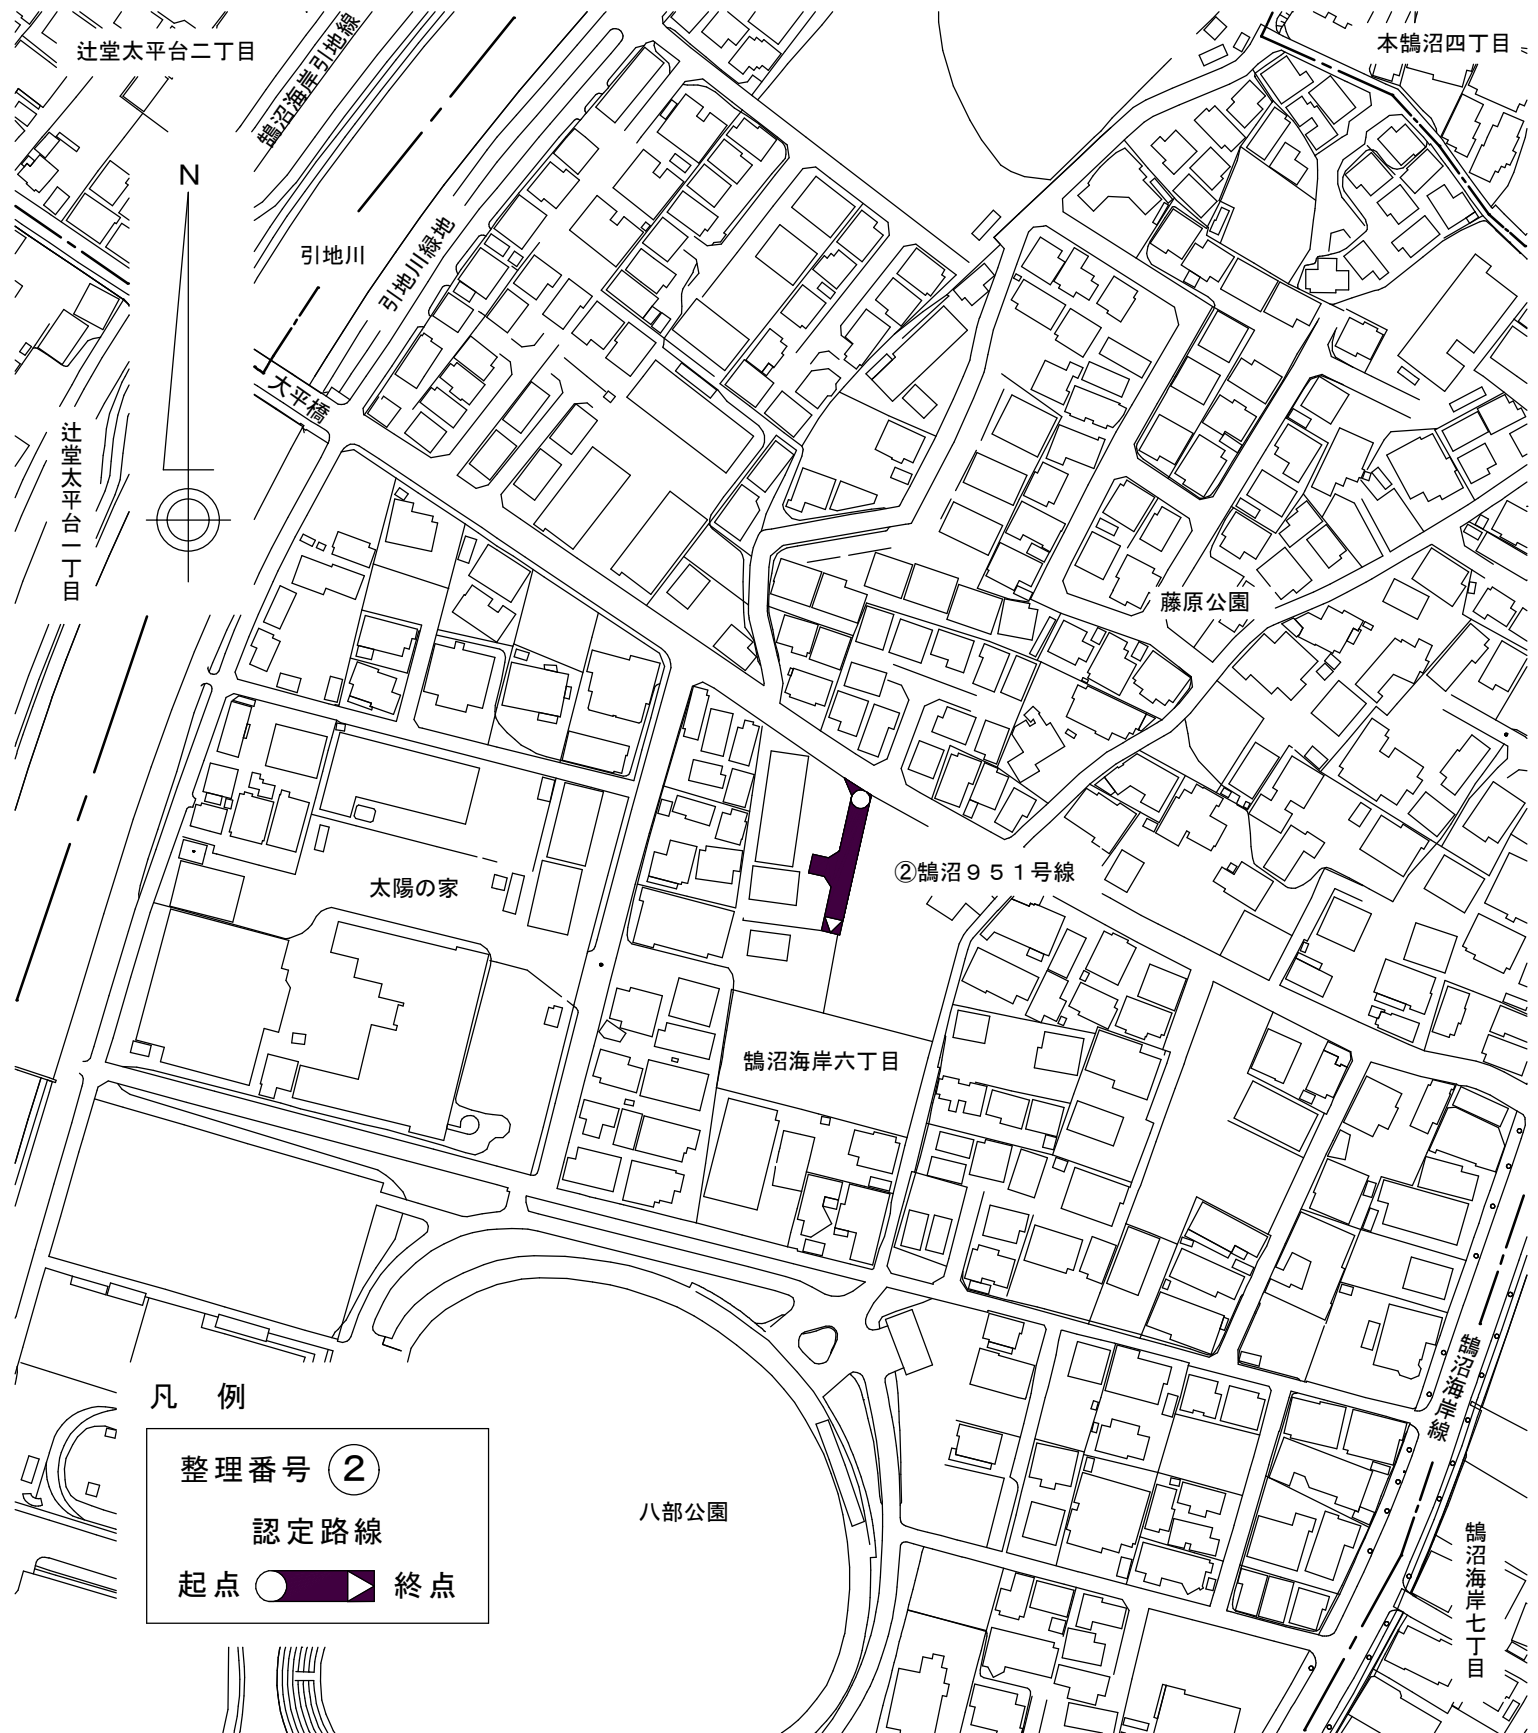 辻堂太平台二丁目
鵠沼海岸引地線
本鵠沼四丁目
N
引地川
引地川緑地
太平橋
辻堂太平台一丁目
藤原公園
②鵠沼９５１号線
太陽の家
鵠沼海岸六丁目
鵠沼海岸線
凡　例
整理番号 ②
認定路線
起点 終点
八部公園
鵠沼海岸七丁目